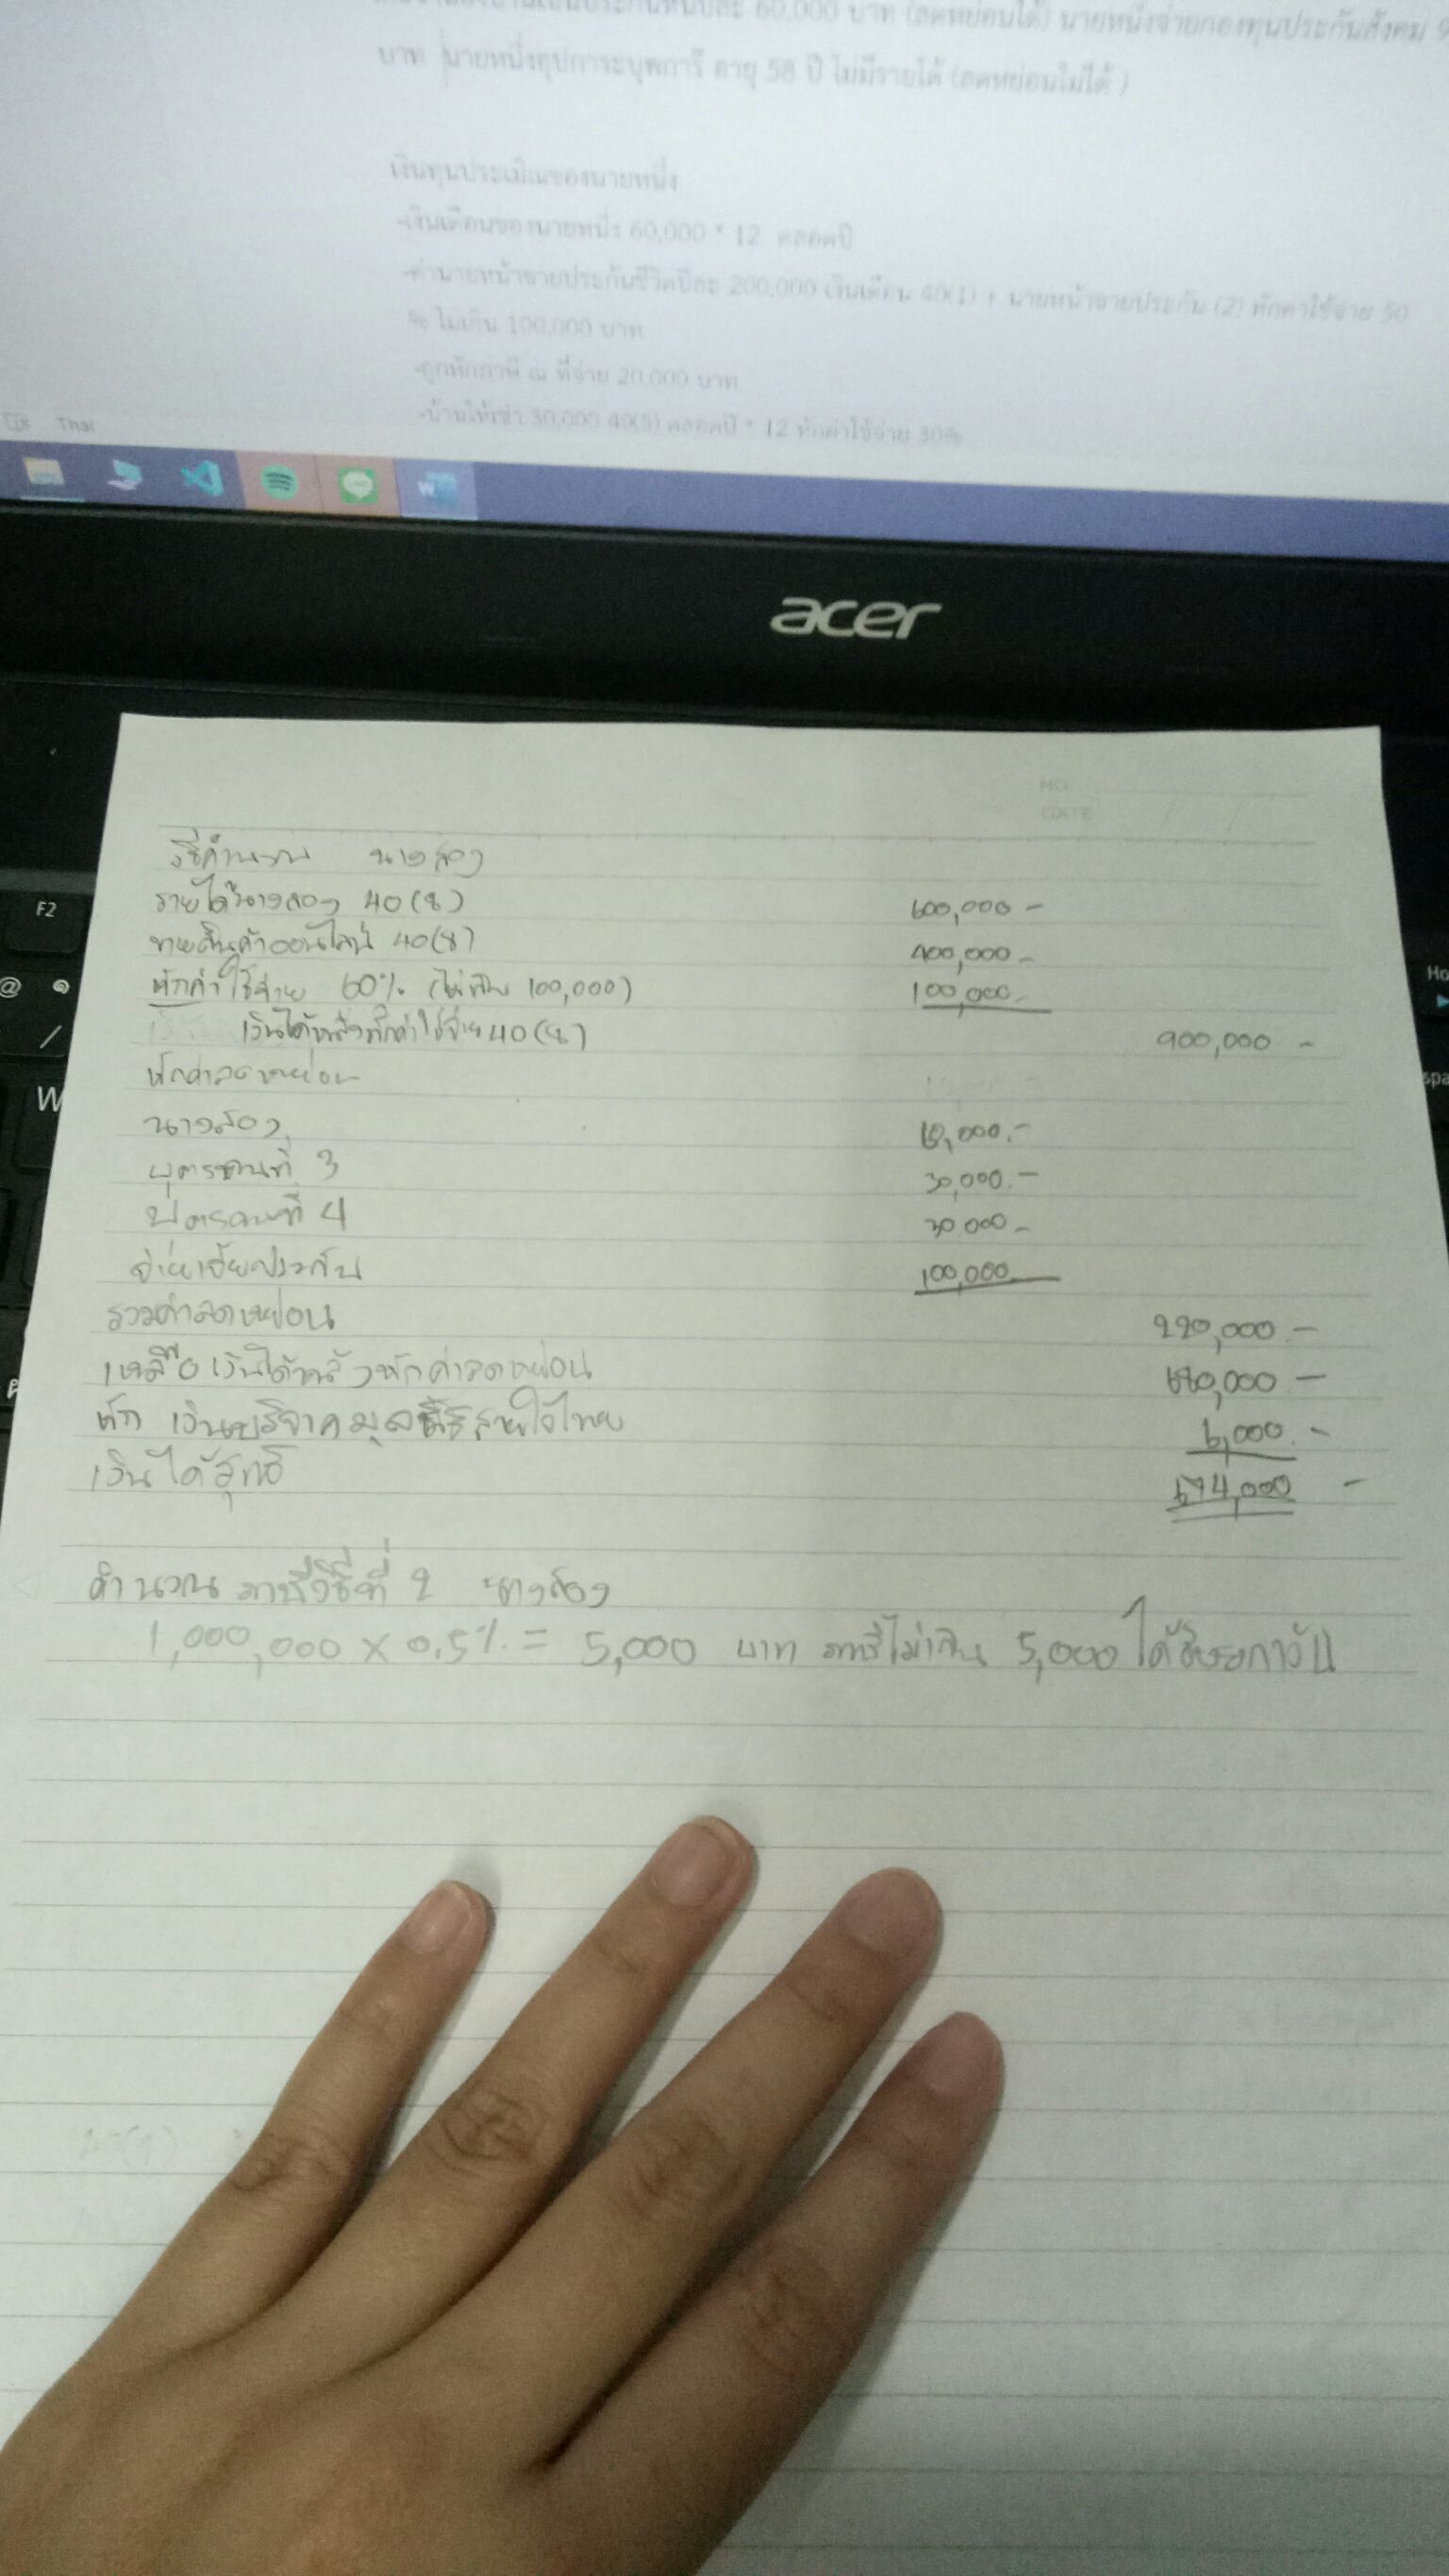 60,000 บาท (ลดหย่อนได้) นายหนึ่งจ่ายกองทุนประกันสังคม 9
บาท นายหนึ่งอุปการะบุพการี อายุ 58 ปี ไม่มีรายได้ (ลดหย่อนไม่ได้ )
เงินทุนประเมิณของนายหนึ่ง
-เงินเดือนของนายหนึ่ง 60,000 * 12 ตลอดปี
-ค่านายหน้าขายประกันชีวิตปีละ 200,000 เงินเดือน 40(1) + นายหน้าขายประกัน (2) หักค่าใช้จ่าย 50
% ไม่เกิน 100,000 บาท
-ถูกหักภาษี ณ ที่จ่าย 20,000 บาท
-บ้านให้เช่า 30,000 40(5) ตลอดปี * 12 หักค่าใช้จ่าย 30%
Thai
acer
NO
DATE
วิธีคำนวณ นางสอง
รายได้นางสอง 40(8) 600,000 -
ขายสินค้าออนไลน์ 40(8) 400,000 -
หักค่าใช้จ่าย 60% (ไม่เกิน 100,000) 100,000 -
เงินได้หลังหักค่าใช้จ่าย 40(8) 900,000 -
หักค่าลดหย่อน
นางสอง 60,000.-
บุตรคนที่ 3 30,000.-
บุตรคนที่ 4 30,000 -
จ่ายเบี้ยประกัน 100,000
รวมค่าลดหย่อน 220,000 -
เหลือเงินได้หลังหักค่าลดหย่อน 680,000 -
หัก เงินบริจาคมูลนิธิสายใจไทย 6,000.-
เงินได้สุทธิ 674,000 -
คำนวณ ภาษีวิธีที่ 2 นางสอง
1,000,000 x 0.5% = 5,000 บาท ภาษีไม่เกิน 5,000 ได้รับยกเว้น
F2
W